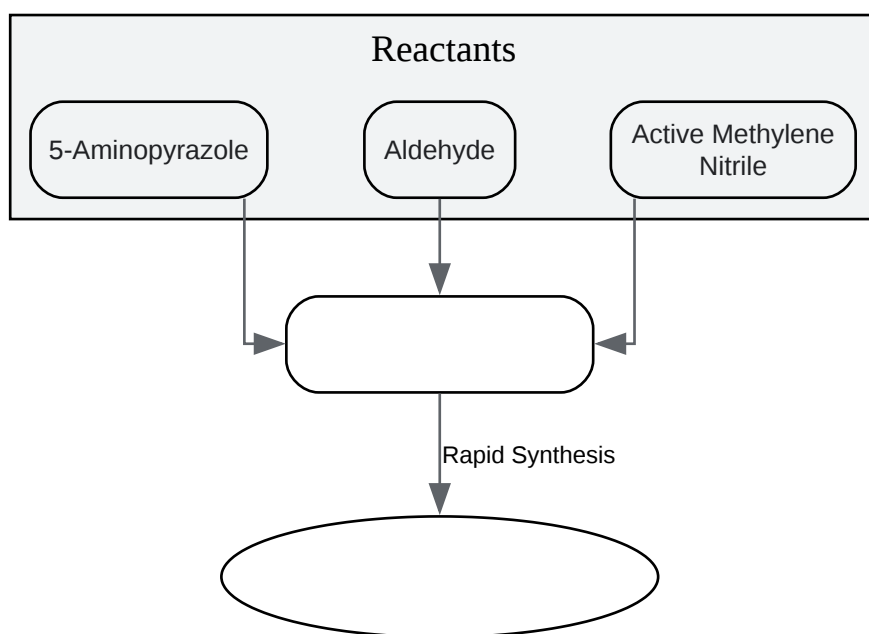 Reactants
5-Aminopyrazole
Aldehyde
Active Methylene
Nitrile
Rapid Synthesis